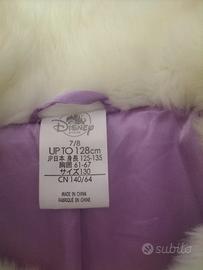 Disney
STORE
7/8
UP TO 128cm
JP日本 身長 125-135
胸囲 61-67
サイズ130
CN 140/64
MADE IN CHINA
FABRIQUÉ EN CHINE
subito